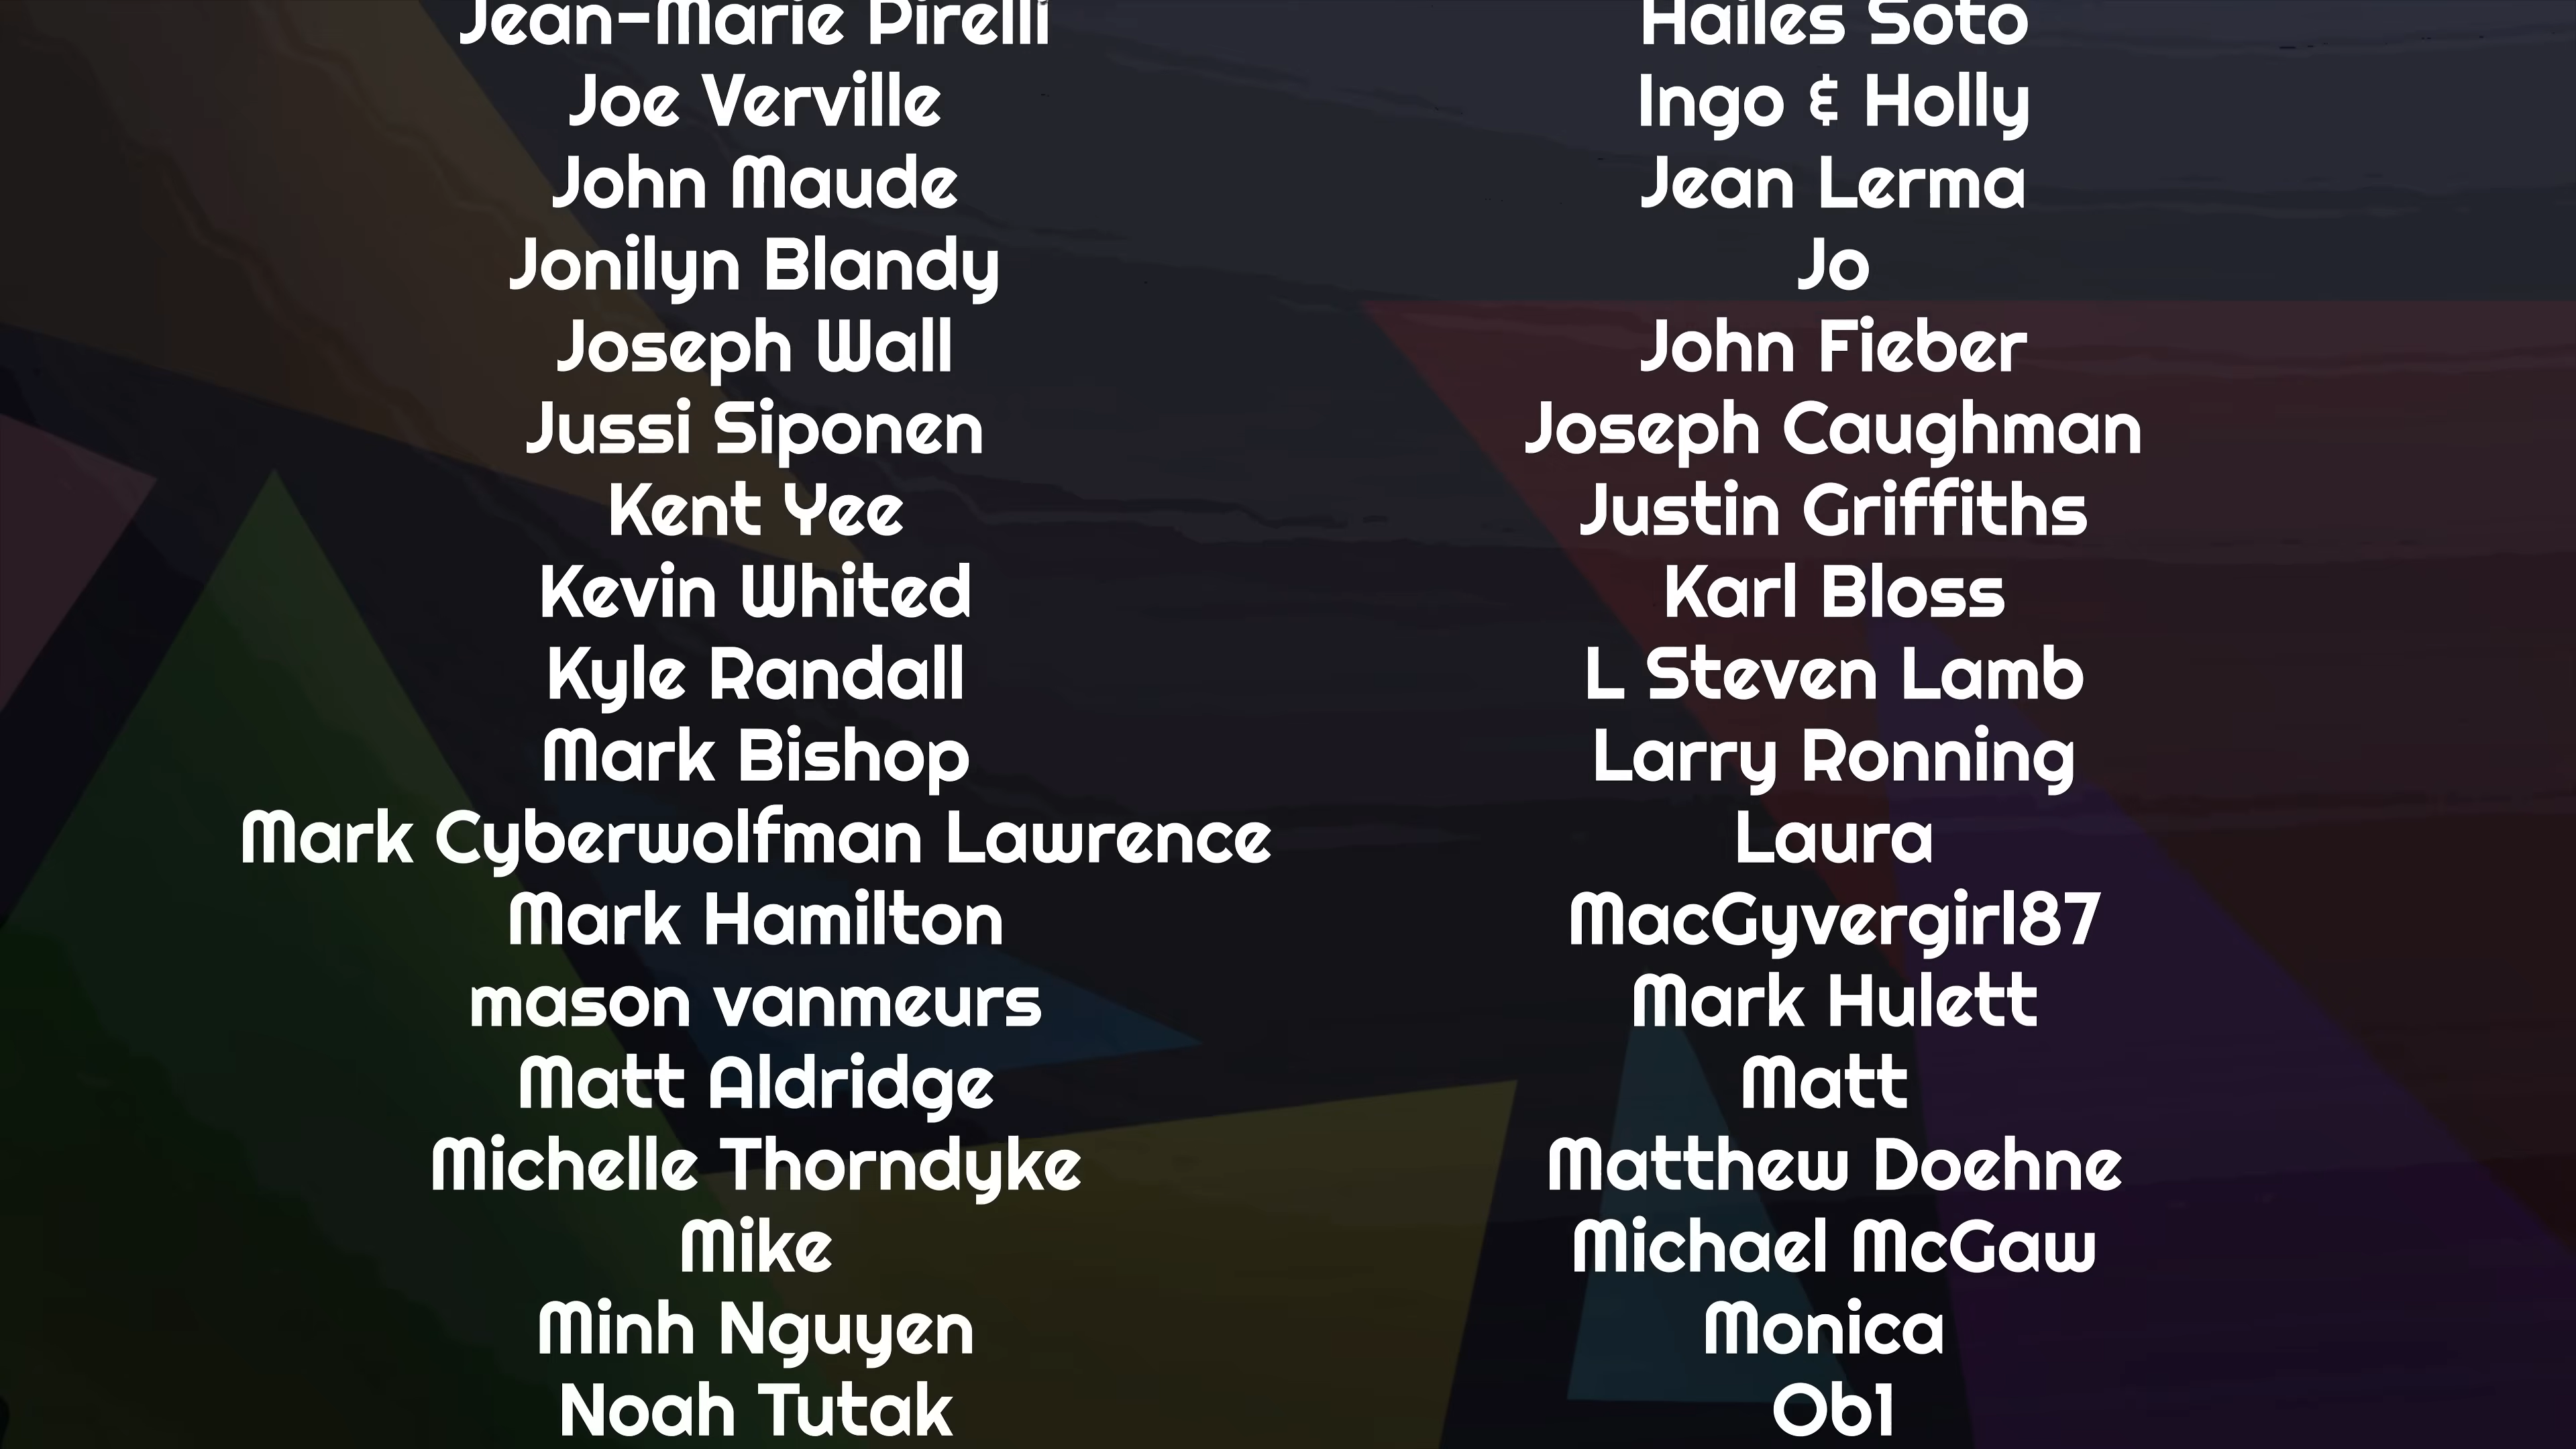 Jean-Marie Pirelli
Joe Verville
John Maude
Jonilyn Blandy
Joseph Wall
Jussi Siponen
Kent Yee
Kevin Whited
Kyle Randall
Mark Bishop
Mark Cyberwolfman Lawrence
Mark Hamilton
mason vanmeurs
Matt Aldridge
Michelle Thorndyke
Mike
Minh Nguyen
Noah Tutak
Hailes Soto
Ingo & Holly
Jean Lerma
Jo
John Fieber
Joseph Caughman
Justin Griffiths
Karl Bloss
L Steven Lamb
Larry Ronning
Laura
MacGyvergirl87
Mark Hulett
Matt
Matthew Doehne
Michael McGaw
Monica
Ob1